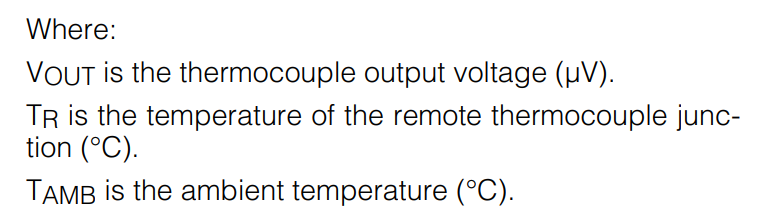 Where:
VOUT is the thermocouple output voltage (µV).
TR is the temperature of the remote thermocouple junc-
tion (°C).
TAMB is the ambient temperature (°C).